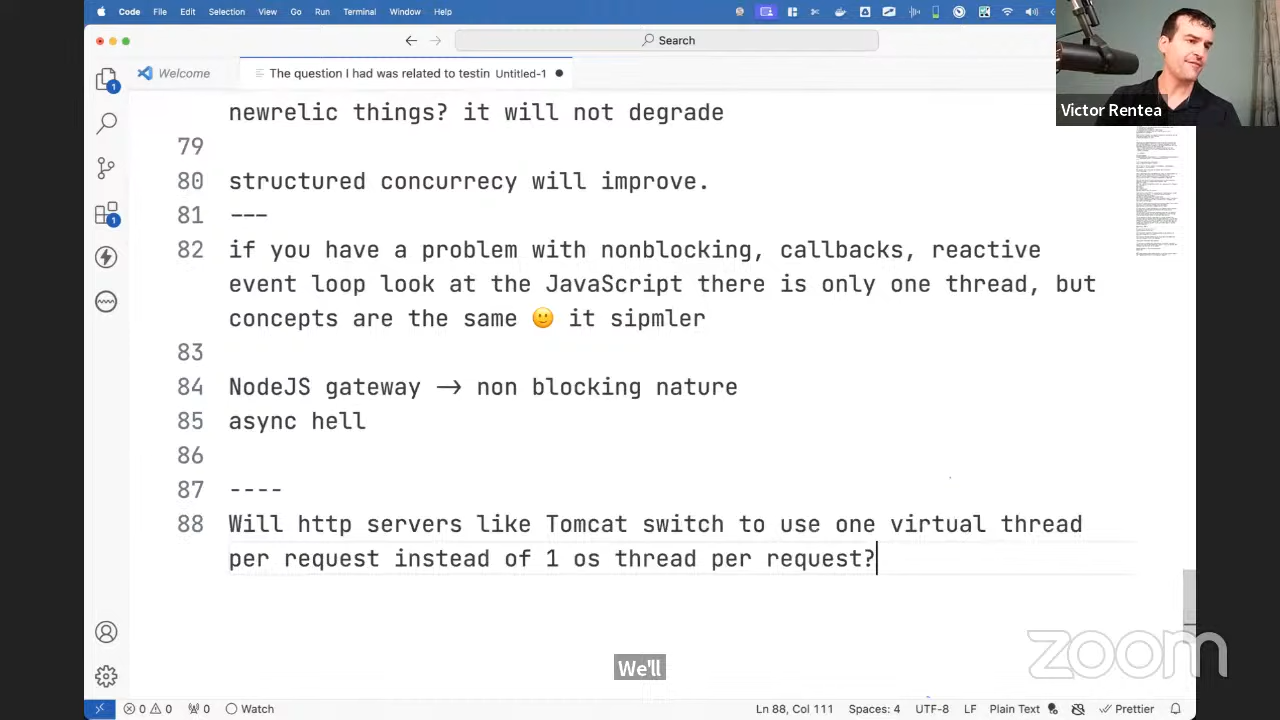 Code File Edit Selection View Go Run Terminal Window Help
Search
Welcome
The question I had was related to testin Untitled-1
Victor Rentea
newrelic things? it will not degrade
79
80 structured concurrecy will improve.
81 ---
82 if you have a problem with nonblocking, callbacks, reactive
event loop look at the JavaScript there is only one thread, but
concepts are the same 🙂 it sipmler
83
84 NodeJS gateway -> non blocking nature
85 async hell
86
87 ----
88 Will http servers like Tomcat switch to use one virtual thread
per request instead of 1 os thread per request?
We'll
zoom
0 0 0 Watch Ln 88, Col 111 Spaces: 4 UTF-8 LF Plain Text Prettier